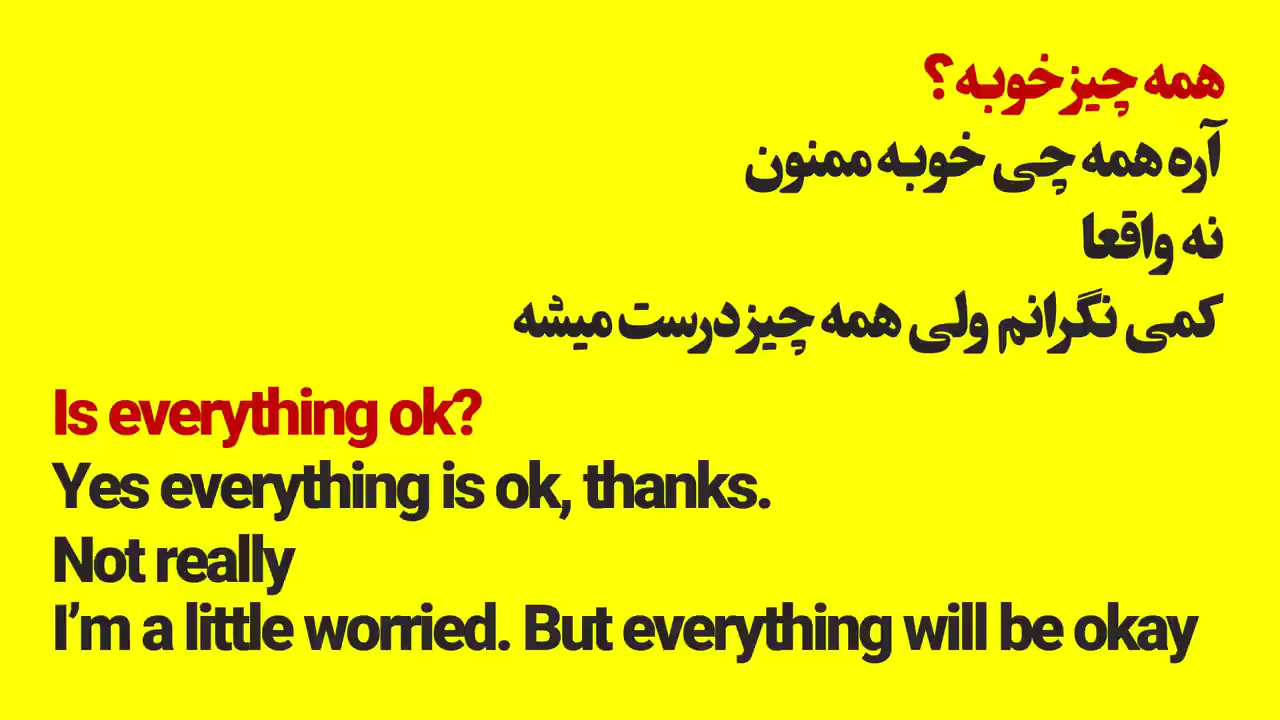 همه چیز خوبه ؟
آره همه چی خوبه ممنون
نه واقعا
کمی نگرانم ولی همه چیز درست میشه
Is everything ok?
Yes everything is ok, thanks.
Not really
I’m a little worried. But everything will be okay